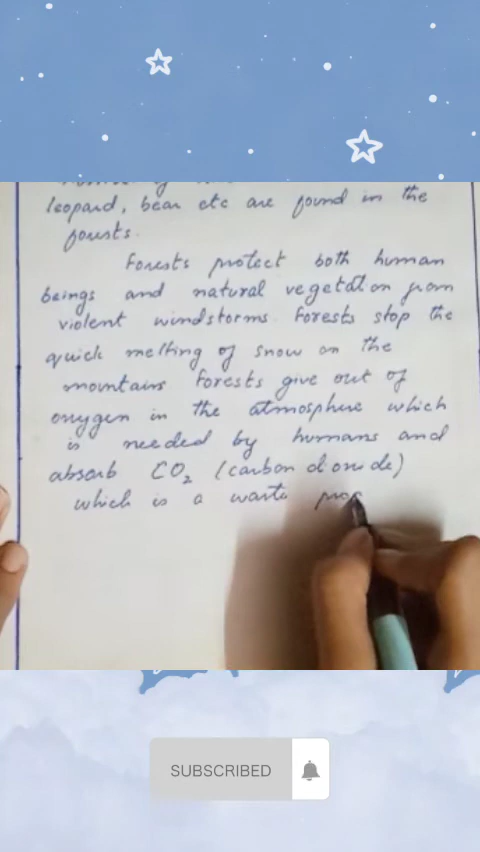 leopard, bear etc are found in the
forests.
Forests protect both human
beings and natural vegetation from
violent windstorms. Forests stop the
quick melting of snow on the
mountains Forests give out of
oxygen in the atmosphere which
is needed by humans and
absorb CO₂ (carbon dioxide)
which is a waste
SUBSCRIBED